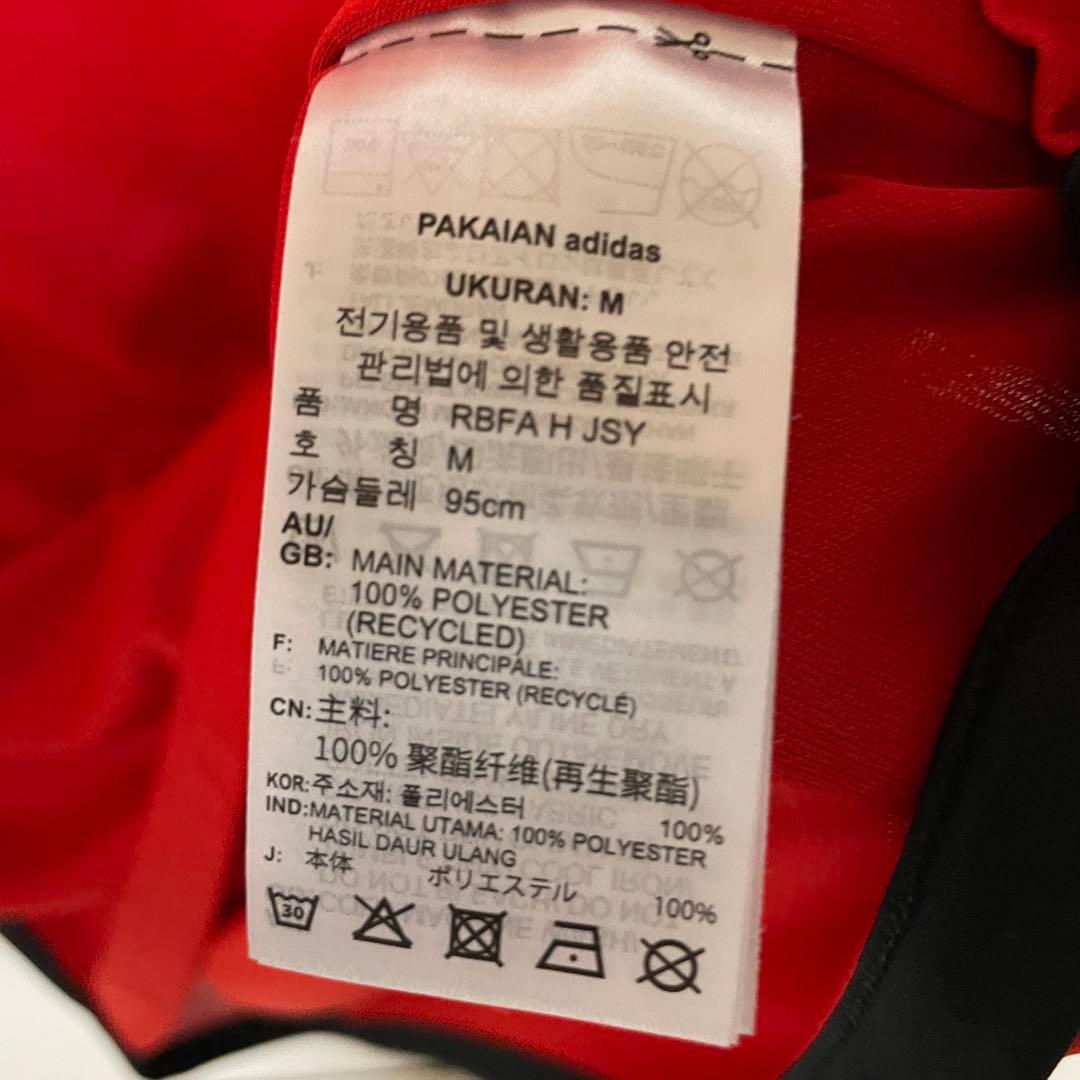 PAKAIAN adidas
UKURAN: M
전기용품 및 생활용품 안전
관리법에 의한 품질표시
품 명 RBFA H JSY
호 칭 M
가슴둘레 95cm
AU/
GB: MAIN MATERIAL:
100% POLYESTER
(RECYCLED)
F: MATIERE PRINCIPALE:
100% POLYESTER (RECYCLÉ)
CN: 主料:
100% 聚酯纤维(再生聚酯)
KOR: 주소재: 폴리에스터 100%
IND: MATERIAL UTAMA: 100% POLYESTER
HASIL DAUR ULANG
J: 本体 ポリエステル 100%
30